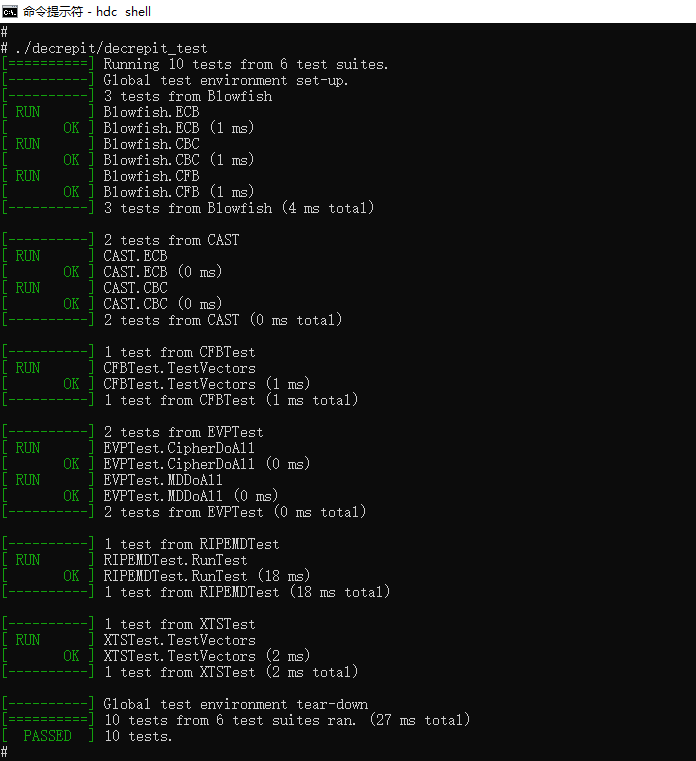 命令提示符 - hdc shell
#
# ./decrepit/decrepit_test
[==========] Running 10 tests from 6 test suites.
[----------] Global test environment set-up.
[----------] 3 tests from Blowfish
[ RUN      ] Blowfish.ECB
[       OK ] Blowfish.ECB (1 ms)
[ RUN      ] Blowfish.CBC
[       OK ] Blowfish.CBC (1 ms)
[ RUN      ] Blowfish.CFB
[       OK ] Blowfish.CFB (1 ms)
[----------] 3 tests from Blowfish (4 ms total)

[----------] 2 tests from CAST
[ RUN      ] CAST.ECB
[       OK ] CAST.ECB (0 ms)
[ RUN      ] CAST.CBC
[       OK ] CAST.CBC (0 ms)
[----------] 2 tests from CAST (0 ms total)

[----------] 1 test from CFBTest
[ RUN      ] CFBTest.TestVectors
[       OK ] CFBTest.TestVectors (1 ms)
[----------] 1 test from CFBTest (1 ms total)

[----------] 2 tests from EVPTest
[ RUN      ] EVPTest.CipherDoAll
[       OK ] EVPTest.CipherDoAll (0 ms)
[ RUN      ] EVPTest.MDDoAll
[       OK ] EVPTest.MDDoAll (0 ms)
[----------] 2 tests from EVPTest (0 ms total)

[----------] 1 test from RIPEMDTest
[ RUN      ] RIPEMDTest.RunTest
[       OK ] RIPEMDTest.RunTest (18 ms)
[----------] 1 test from RIPEMDTest (18 ms total)

[----------] 1 test from XTSTest
[ RUN      ] XTSTest.TestVectors
[       OK ] XTSTest.TestVectors (2 ms)
[----------] 1 test from XTSTest (2 ms total)

[----------] Global test environment tear-down
[==========] 10 tests from 6 test suites ran. (27 ms total)
[  PASSED  ] 10 tests.
#